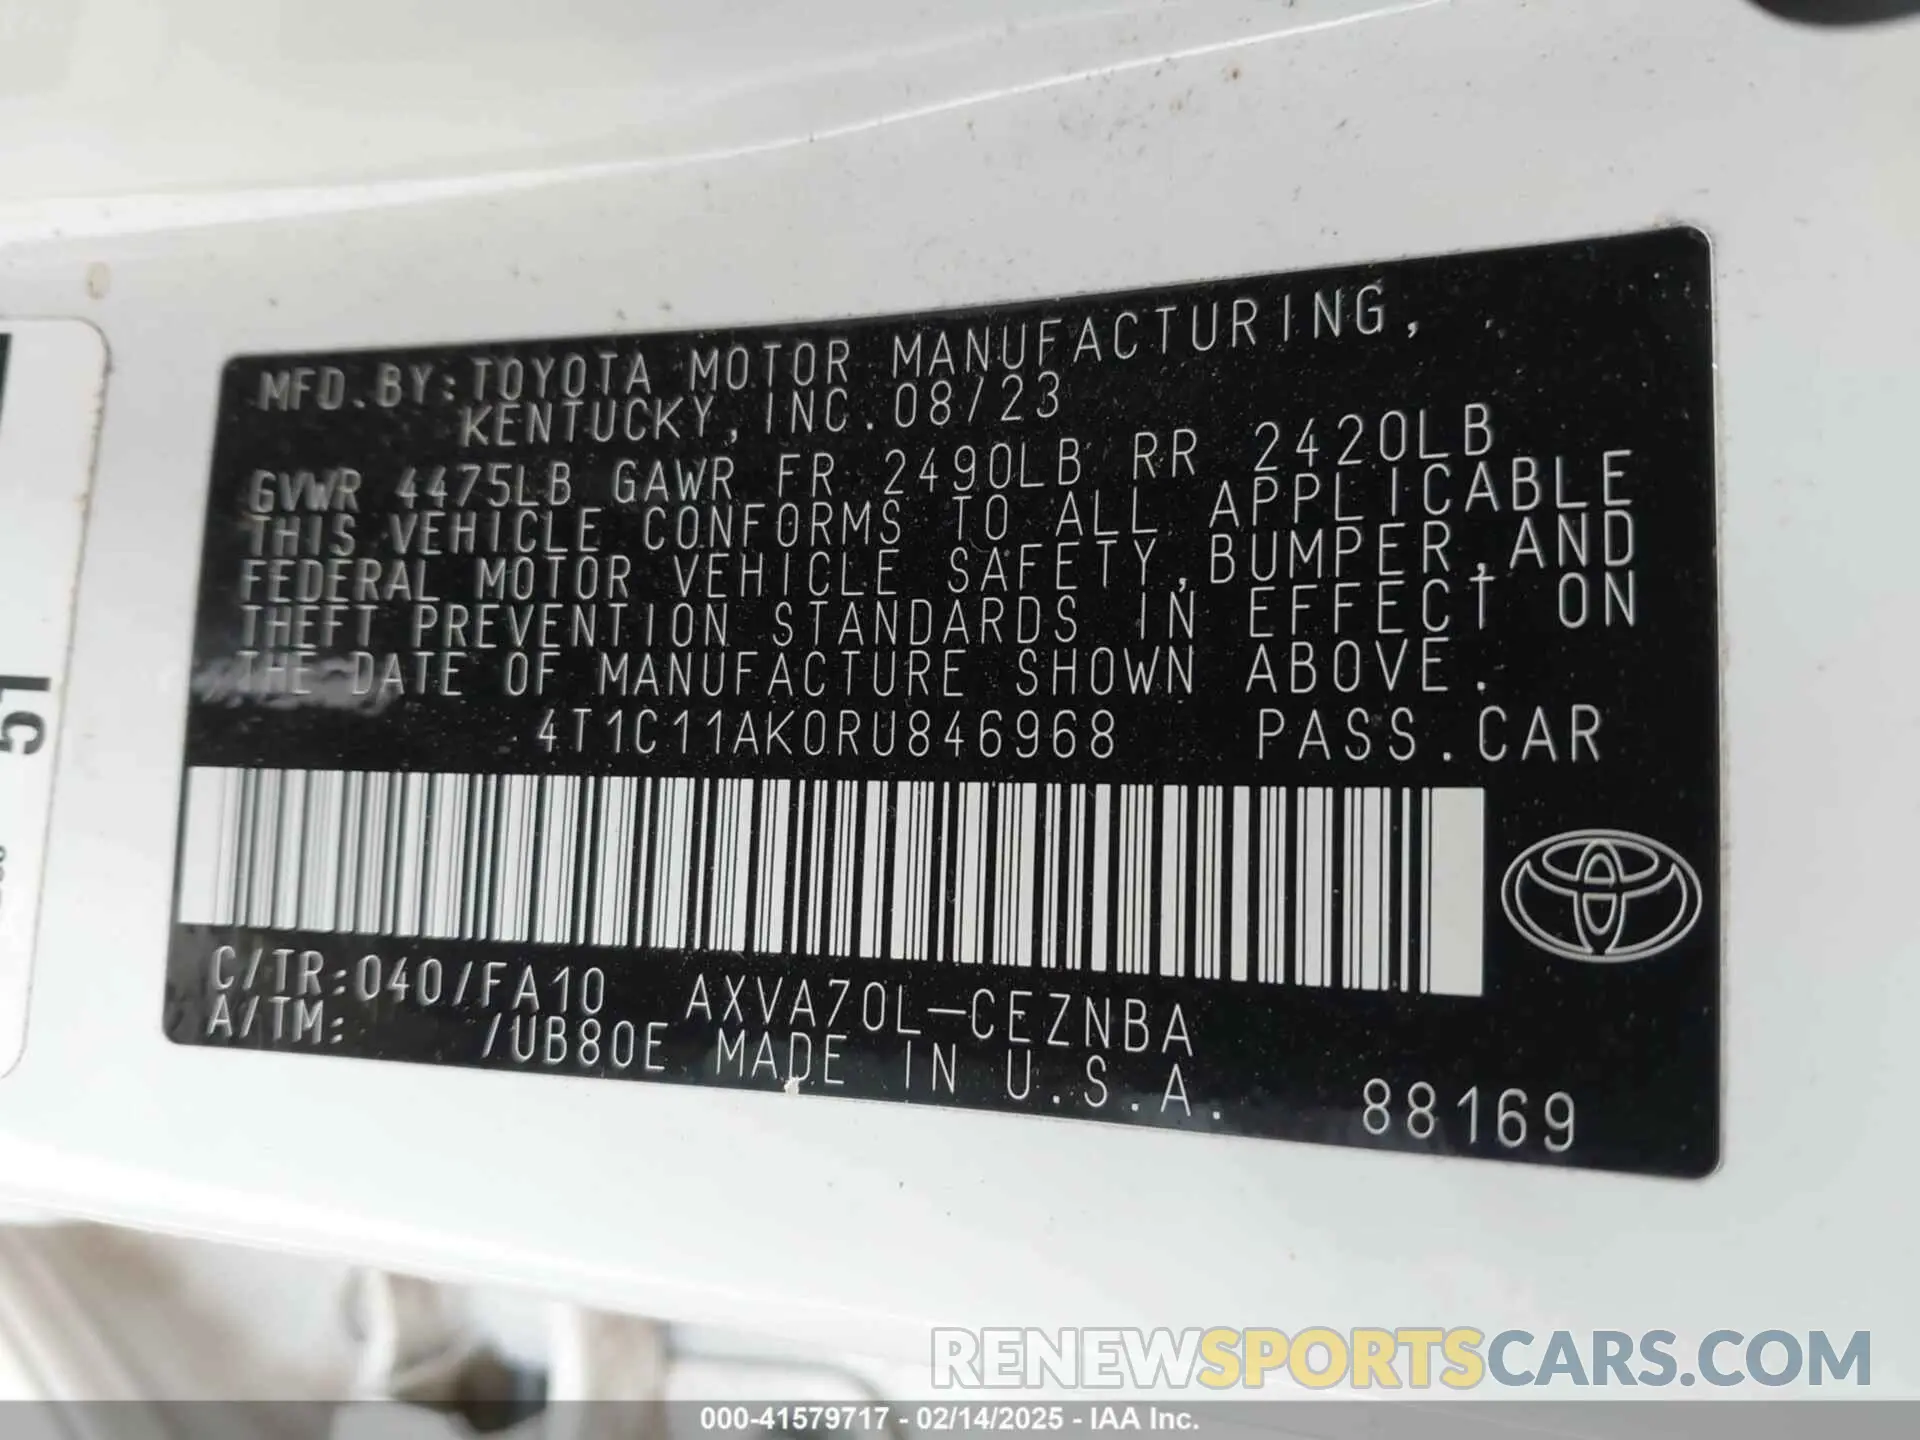 MFD.BY:TOYOTA MOTOR MANUFACTURING,
KENTUCKY, INC. 08/23
GVWR 4475LB GAWR FR 2490LB RR 2420LB
THIS VEHICLE CONFORMS TO ALL APPLICABLE
FEDERAL MOTOR VEHICLE SAFETY, BUMPER, AND
THEFT PREVENTION STANDARDS IN EFFECT ON
THE DATE OF MANUFACTURE SHOWN ABOVE.
4T1C11AK0RU846968 PASS.CAR
C/TR:040/FA10 AXVA70L-CEZNBA
A/TM: /UB80E MADE IN U.S.A.
88169
RENEWSPORTSCARS.COM
000-41579717 - 02/14/2025 - IAA Inc.